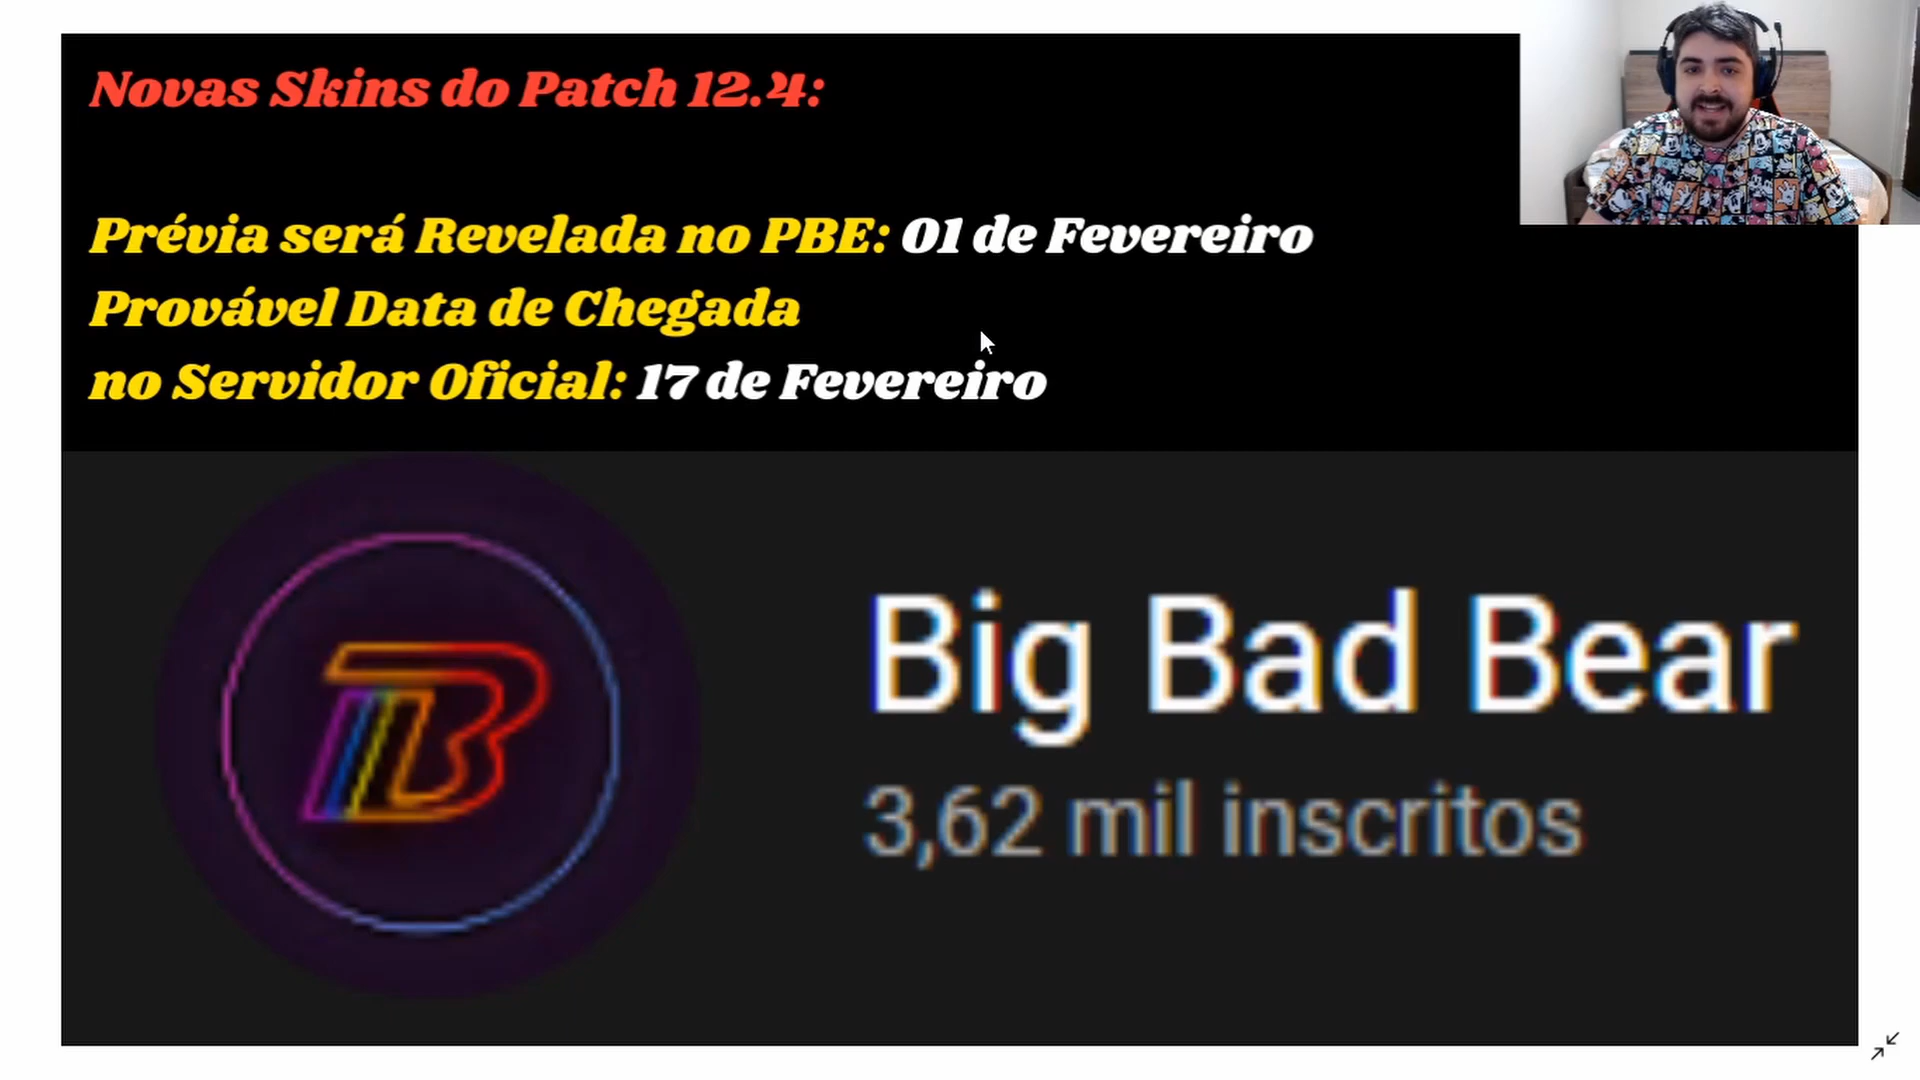 Novas Skins do Patch 12.4:
Prévia será Revelada no PBE: 01 de Fevereiro
Provável Data de Chegada
no Servidor Oficial: 17 de Fevereiro
B
Big Bad Bear
3,62 mil inscritos